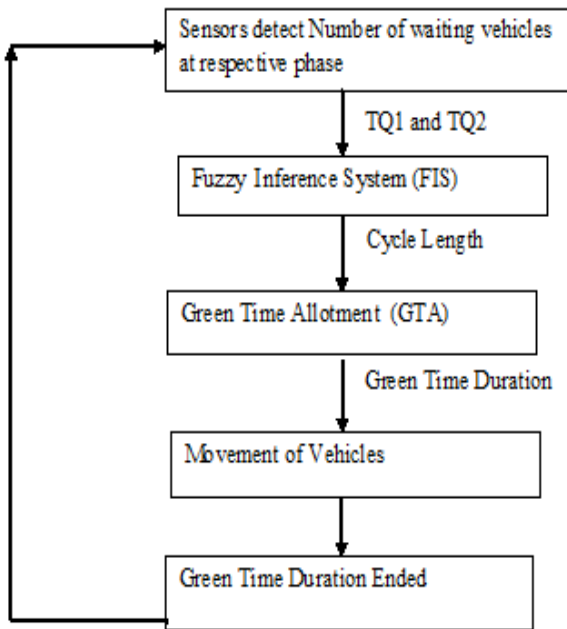 Sensors detect Number of waiting vehicles
at respective phase
TQ1 and TQ2
Fuzzy Inference System (FIS)
Cycle Length
Green Time Allotment (GTA)
Green Time Duration
Movement of Vehicles
Green Time Duration Ended